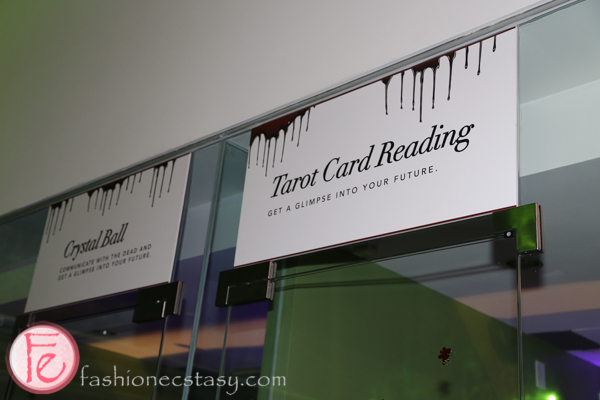 Crystal Ball
COMMUNICATE WITH THE DEAD AND
GET A GLIMPSE INTO YOUR FUTURE.
Tarot Card Reading
GET A GLIMPSE INTO YOUR FUTURE.
Fe
fashionecstasy.com